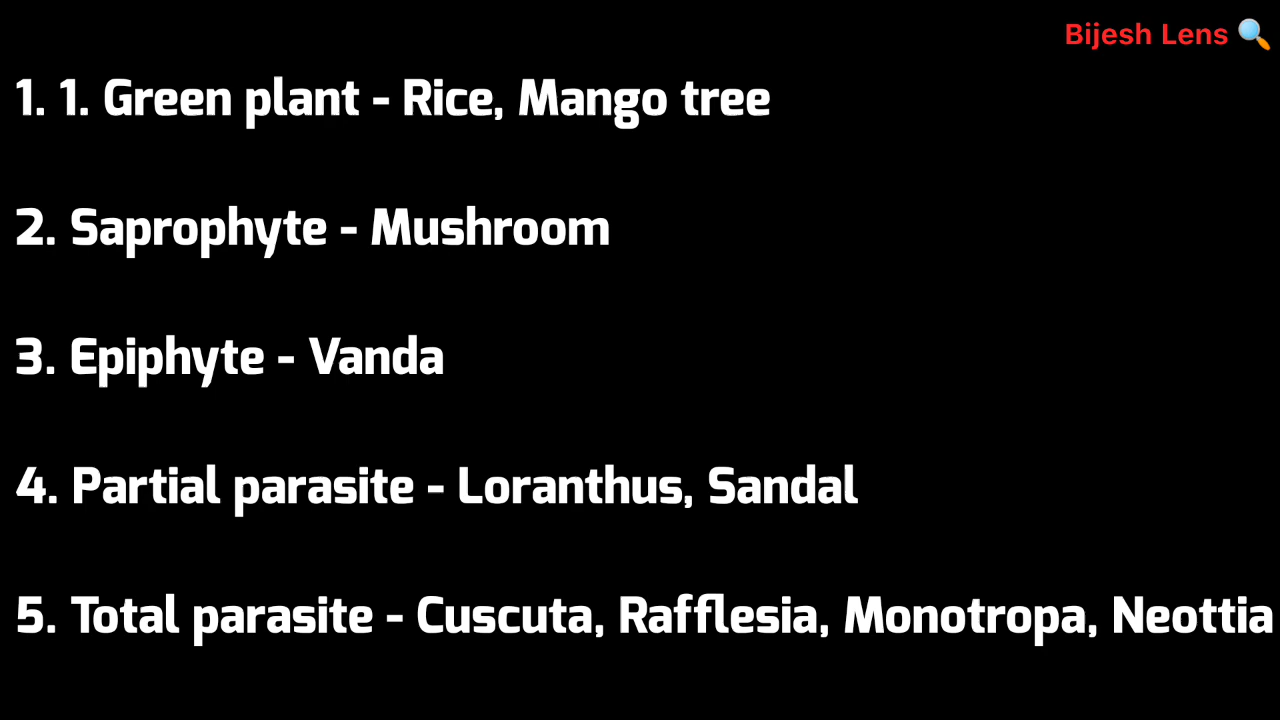 Bijesh Lens 🔍
1. 1. Green plant - Rice, Mango tree
2. Saprophyte - Mushroom
3. Epiphyte - Vanda
4. Partial parasite - Loranthus, Sandal
5. Total parasite - Cuscuta, Rafflesia, Monotropa, Neottia